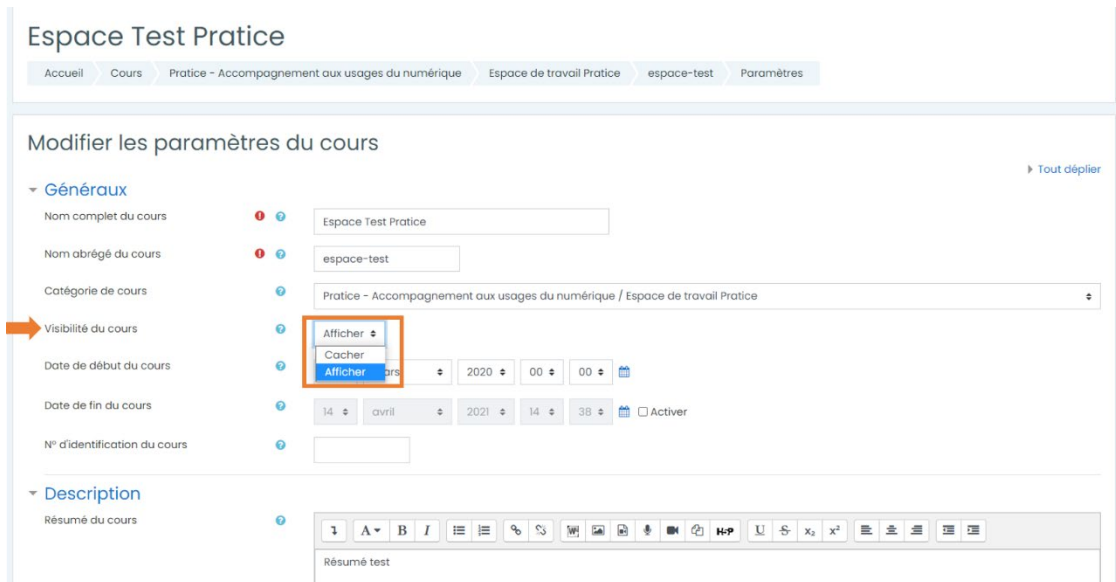 Espace Test Pratice
Accueil Cours Pratice - Accompagnement aux usages du numérique Espace de travail Pratice espace-test Paramètres
Modifier les paramètres du cours
Tout déplier
Généraux
Nom complet du cours Espace Test Pratice
Nom abrégé du cours espace-test
Catégorie de cours Pratice - Accompagnement aux usages du numérique / Espace de travail Pratice
Visibilité du cours Afficher
Cacher
Afficher
Date de début du cours 2020 00 00
Date de fin du cours 14 avril 2021 14 38 Activer
Nº d'identification du cours
Description
Résumé du cours A B I H-P U S x₂ x²
Résumé test